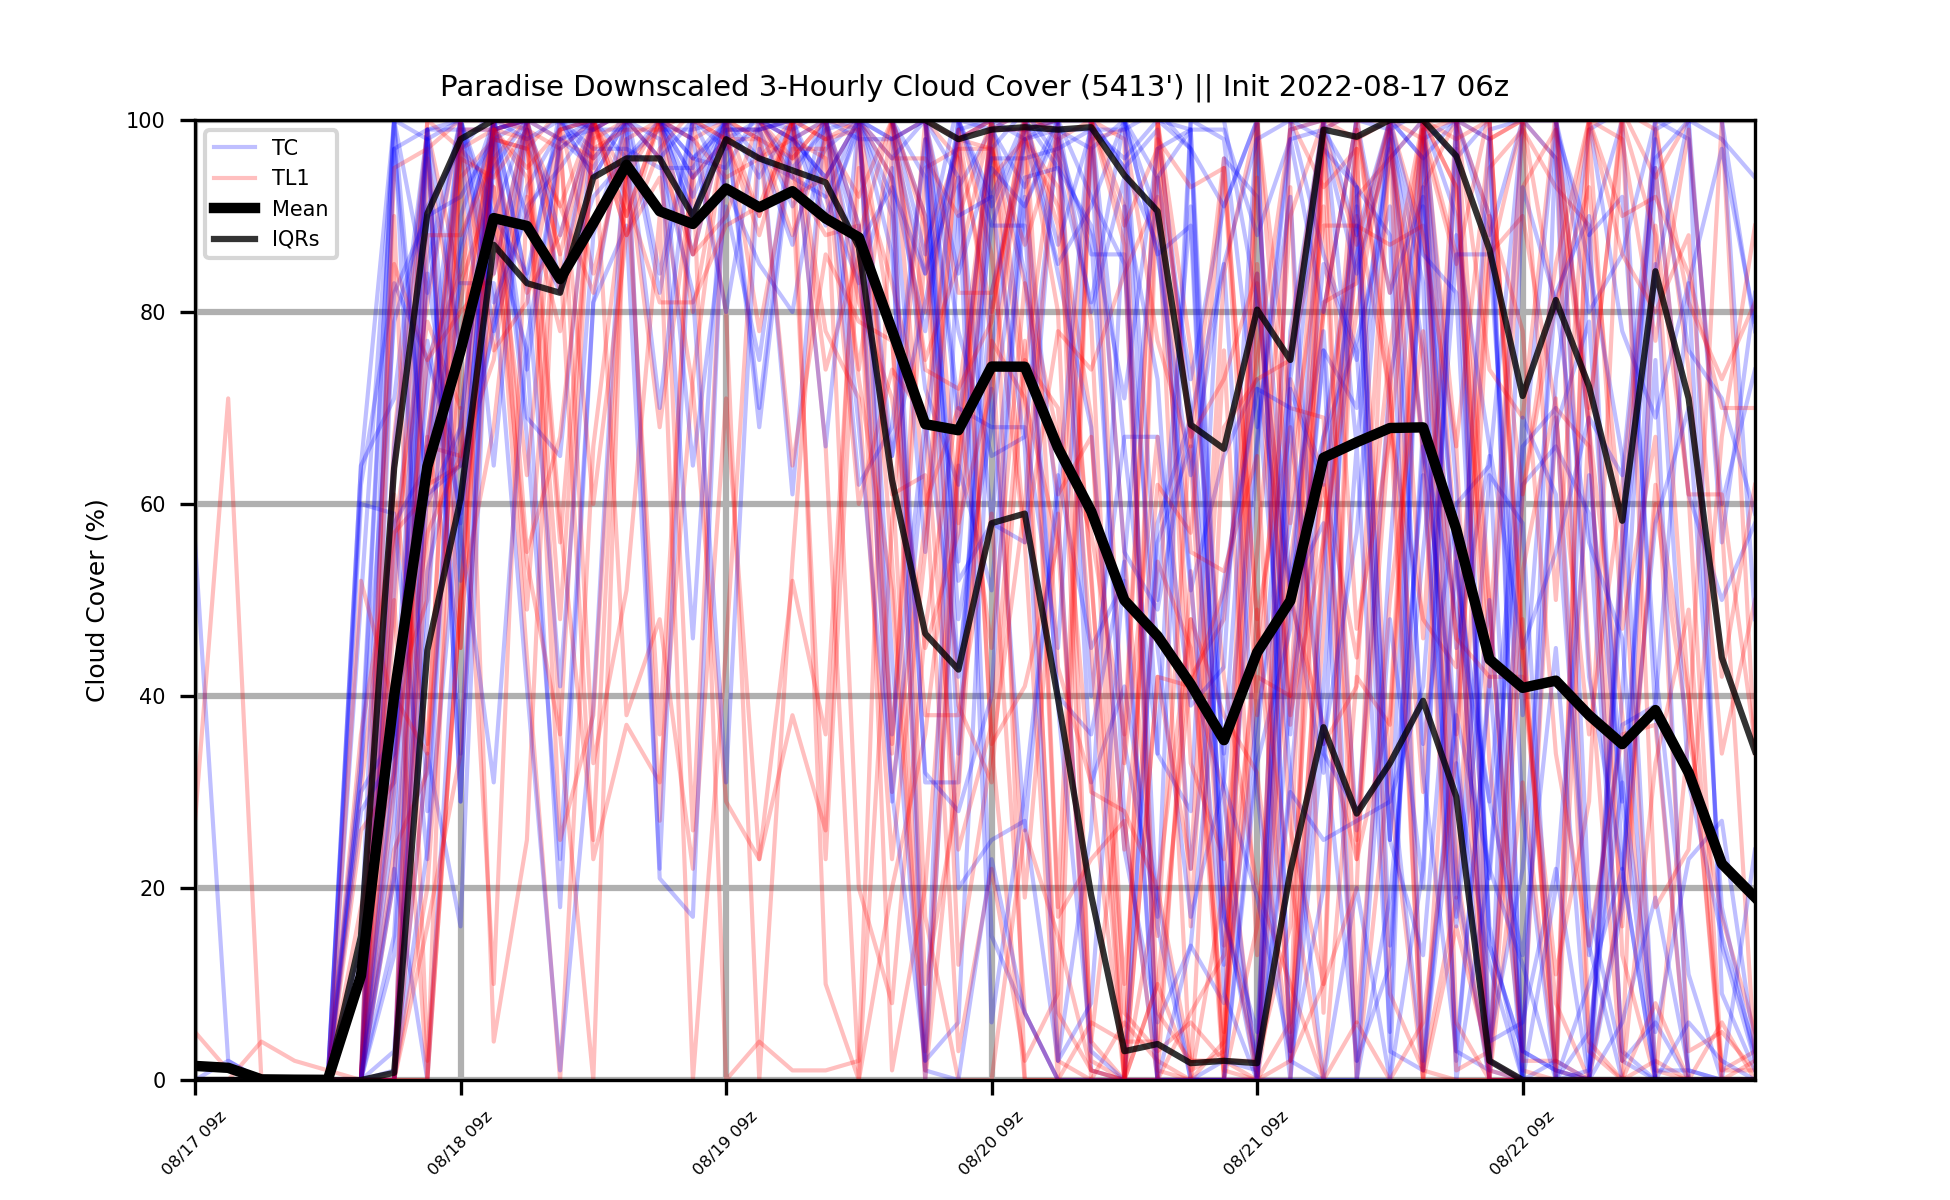 Paradise Downscaled 3-Hourly Cloud Cover (5413') || Init 2022-08-17 06z
Cloud Cover (%)
100
80
60
40
20
0
TC
TL1
Mean
IQRs
08/17 09z
08/18 09z
08/19 09z
08/20 09z
08/21 09z
08/22 09z